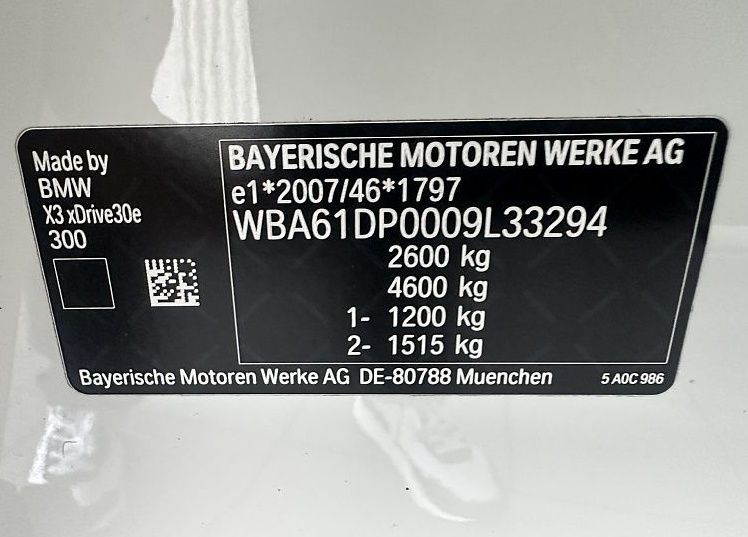 Made by
BMW
X3 xDrive30e
300
BAYERISCHE MOTOREN WERKE AG
e1*2007/46*1797
WBA61DP0009L33294
2600 kg
4600 kg
1- 1200 kg
2- 1515 kg
Bayerische Motoren Werke AG DE-80788 Muenchen
5 A0C 986